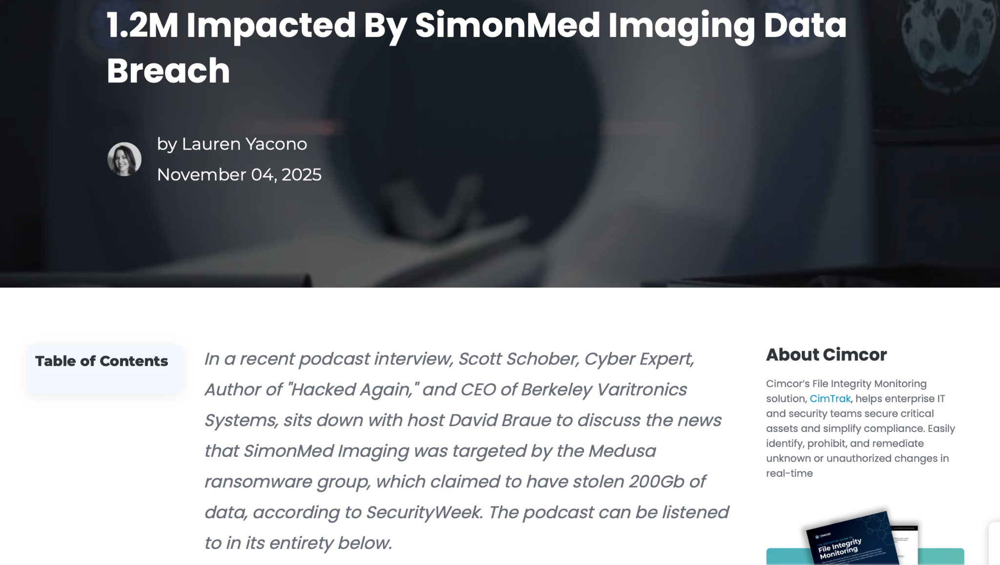 1.2M Impacted By SimonMed Imaging Data
Breach
by Lauren Yacono
November 04, 2025
Table of Contents
In a recent podcast interview, Scott Schober, Cyber Expert,
Author of "Hacked Again," and CEO of Berkeley Varitronics
Systems, sits down with host David Braue to discuss the news
that SimonMed Imaging was targeted by the Medusa
ransomware group, which claimed to have stolen 200Gb of
data, according to SecurityWeek. The podcast can be listened
to in its entirety below.
About Cimcor
Cimcor’s File Integrity Monitoring
solution, CimTrak, helps enterprise IT
and security teams secure critical
assets and simplify compliance. Easily
identify, prohibit, and remediate
unknown or unauthorized changes in
real-time
CIMCOR
THE DEFINITIVE GUIDE TO
File Integrity
Monitoring